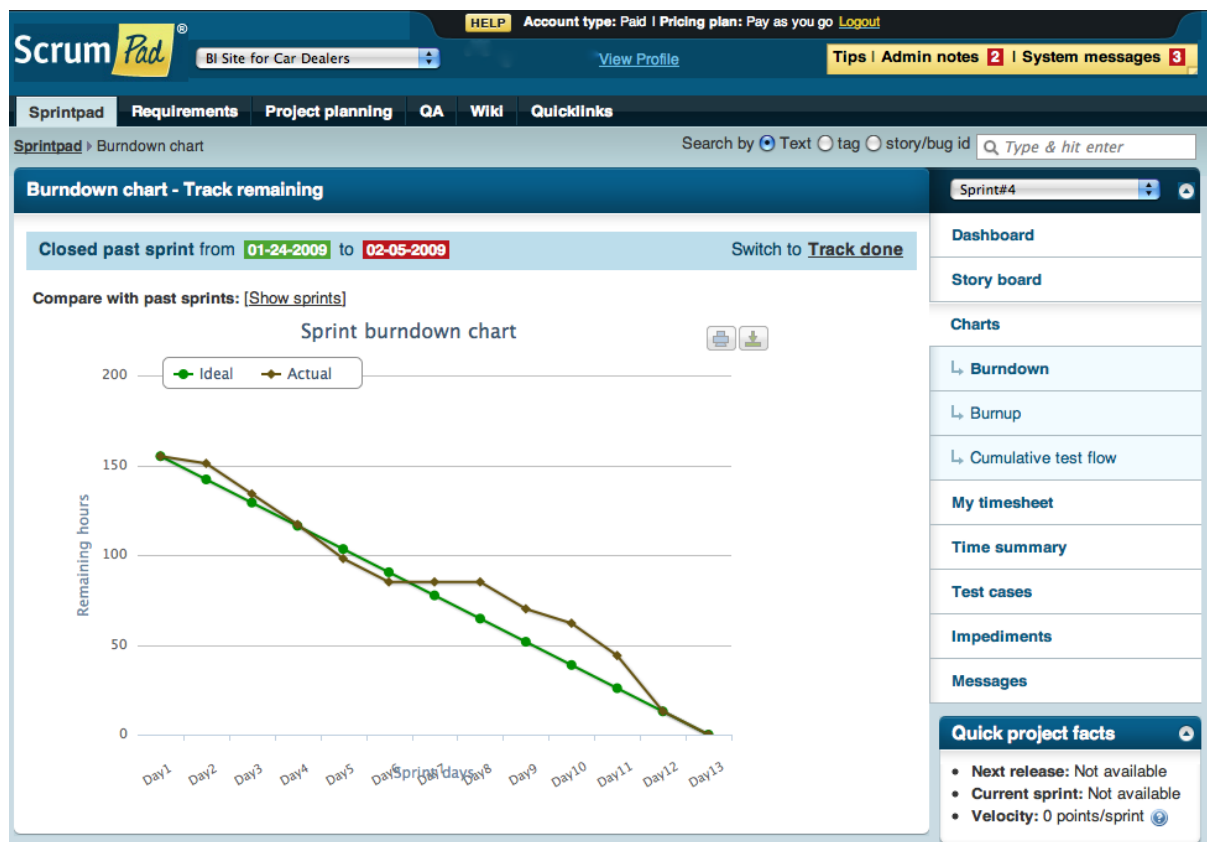 HELP Account type: Paid | Pricing plan: Pay as you go Logout
Scrum Pad ®
BI Site for Car Dealers View Profile Tips | Admin notes 2 | System messages 3
Sprintpad Requirements Project planning QA Wiki Quicklinks
Sprintpad Burndown chart Search by Text tag story/bug id Type & hit enter
Burndown chart - Track remaining
Closed past sprint from 01-24-2009 to 02-05-2009 Switch to Track done
Compare with past sprints: [Show sprints]
Sprint burndown chart
Ideal Actual
200
150
100
50
0
Remaining hours
Day1 Day2 Day3 Day4 Day5 Day6 Day7 Day8 Day9 Day10 Day11 Day12 Day13
Sprint days
Sprint#4
Dashboard
Story board
Charts
Burndown
Burnup
Cumulative test flow
My timesheet
Time summary
Test cases
Impediments
Messages
Quick project facts
Next release: Not available
Current sprint: Not available
Velocity: 0 points/sprint ?